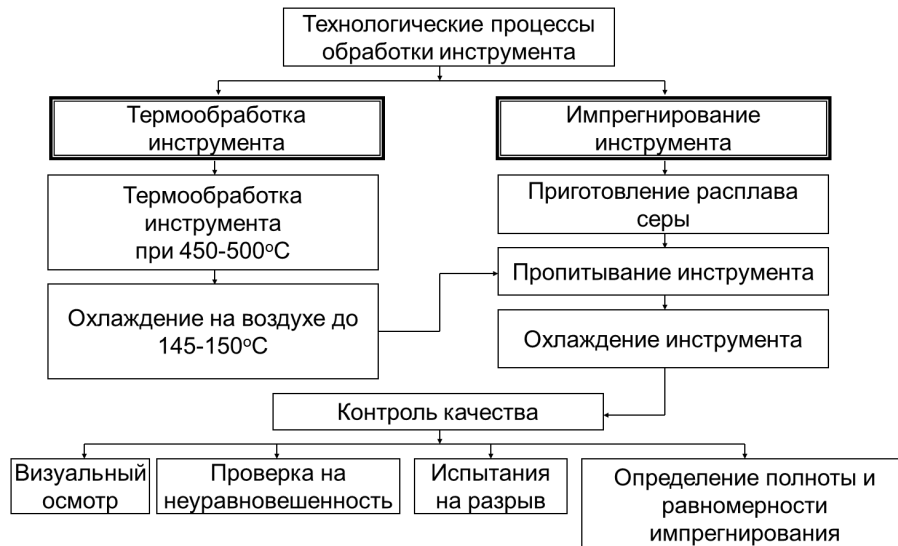 Технологические процессы
обработки инструмента
Термообработка
инструмента
Импрегнирование
инструмента
Термообработка
инструмента
при 450-500°С
Приготовление расплава
серы
Пропитывание инструмента
Охлаждение на воздухе до
145-150°С
Охлаждение инструмента
Контроль качества
Визуальный
осмотр
Проверка на
неуравновешенность
Испытания
на разрыв
Определение полноты и
равномерности
импрегнирования